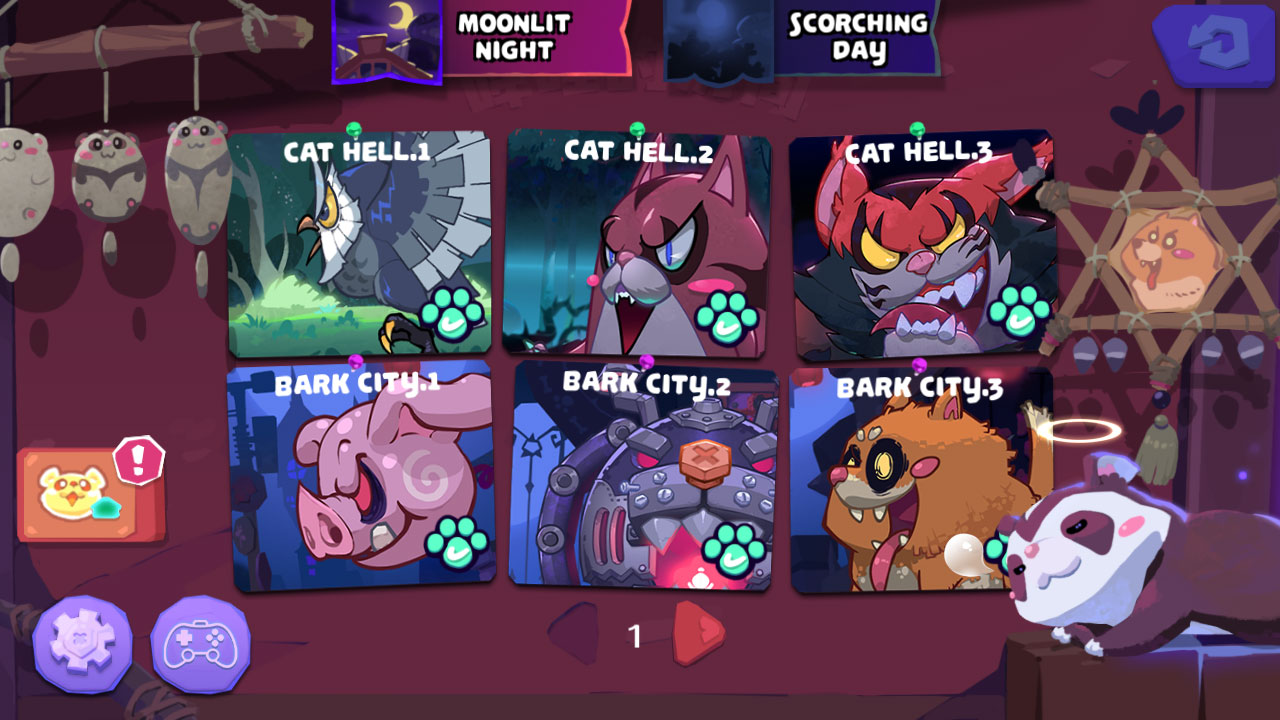 MOONLIT
NIGHT
SCORCHING
DAY
CAT HELL.1
CAT HELL.2
CAT HELL.3
BARK CITY.1
BARK CITY.2
BARK CITY.3
!
1